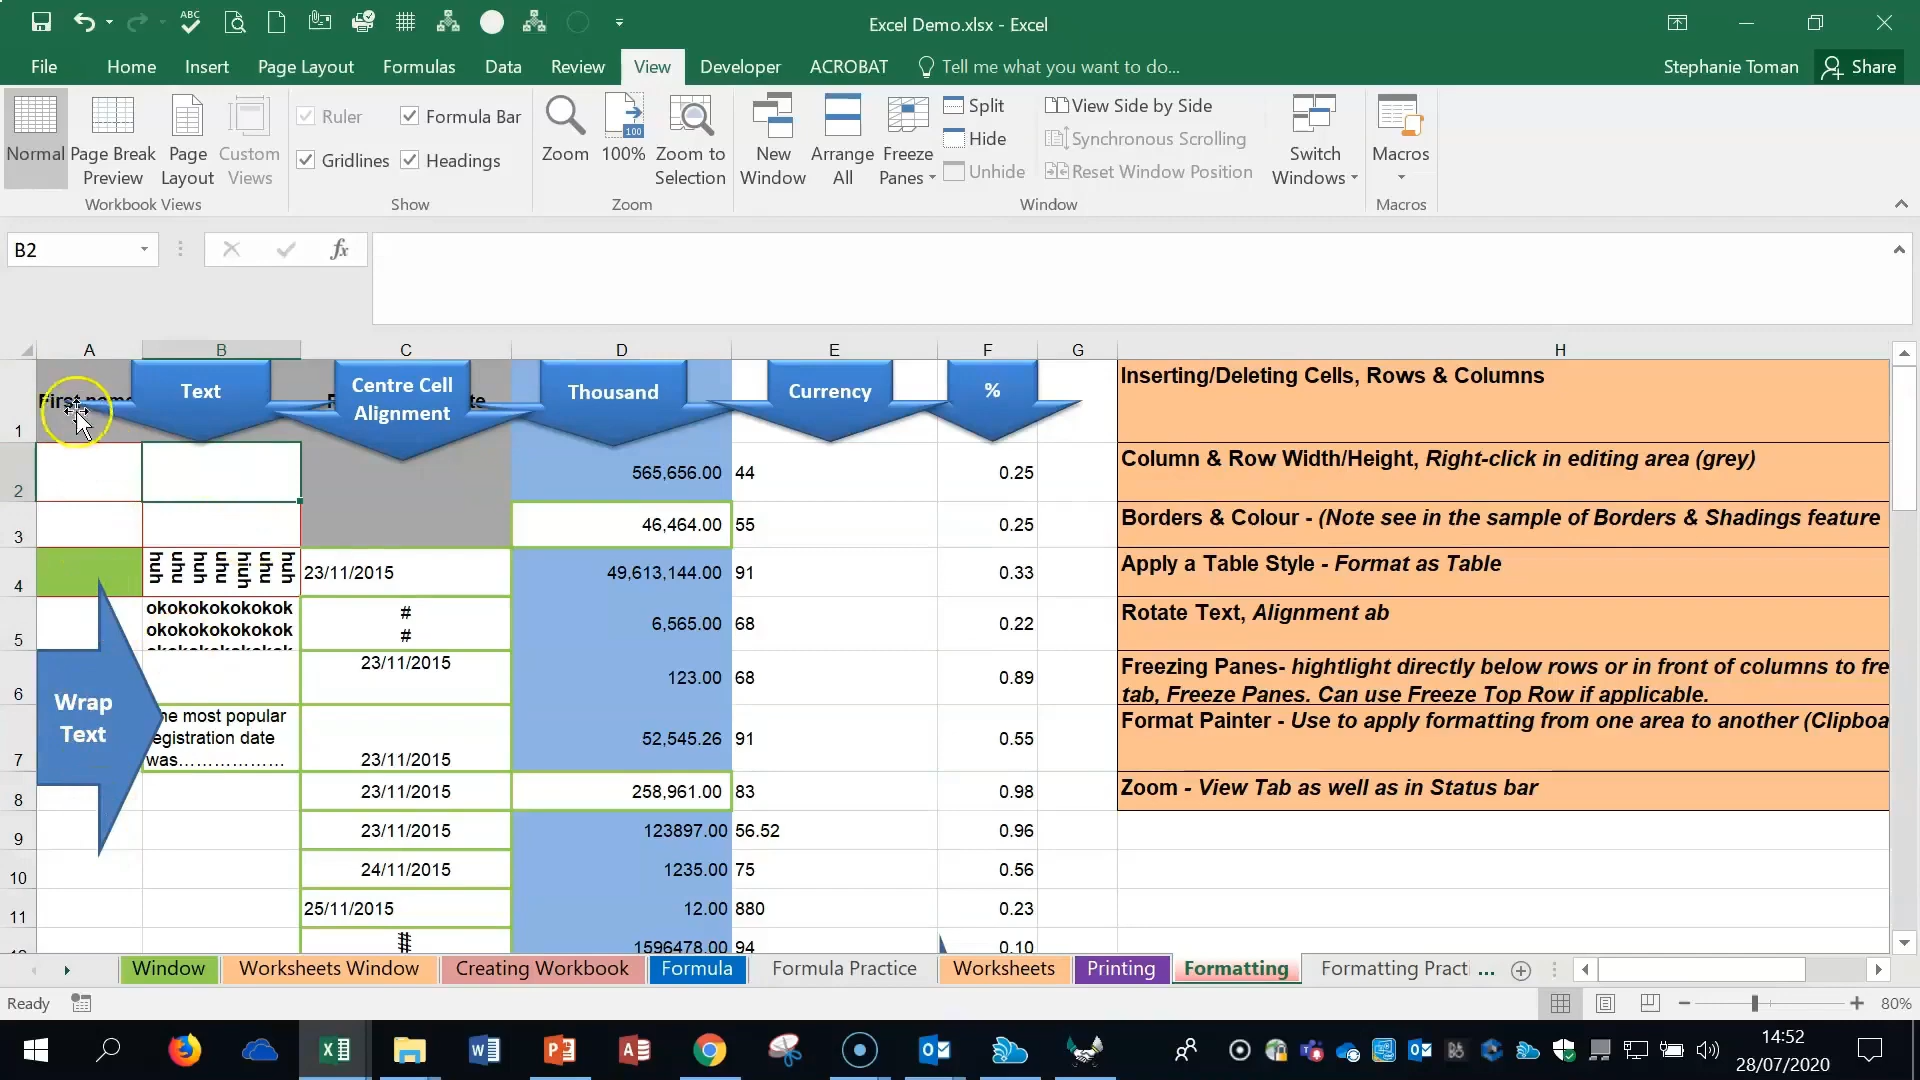 ABC
Excel Demo.xlsx - Excel
File Home Insert Page Layout Formulas Data Review View Developer ACROBAT Tell me what you want to do... Stephanie Toman Share
Normal
Page Break
Preview
Page
Layout
Custom
Views
Workbook Views
Ruler
Formula Bar
Gridlines
Headings
Show
Zoom
100
100%
Zoom to
Selection
Zoom
New
Window
Arrange
All
Freeze
Panes
Split
Hide
Unhide
View Side by Side
Synchronous Scrolling
Reset Window Position
Switch
Windows
Window
Macros
Macros
B2
fx
A B C D E F G H
1
Text
Centre Cell
Alignment
Thousand
Currency
%
Inserting/Deleting Cells, Rows & Columns
2 565,656.00 44 0.25 Column & Row Width/Height, Right-click in editing area (grey)
3 46,464.00 55 0.25 Borders & Colour - (Note see in the sample of Borders & Shadings feature
4 huh uhu huh uhu hiuh uhu huh 23/11/2015 49,613,144.00 91 0.33 Apply a Table Style - Format as Table
5 okokokokokokok
okokokokokokok
#
#
6,565.00 68 0.22 Rotate Text, Alignment ab
6 23/11/2015 123.00 68 0.89 Freezing Panes- hightlight directly below rows or in front of columns to fre
tab, Freeze Panes. Can use Freeze Top Row if applicable.
Wrap
Text
7 he most popular
egistration date
was………………
23/11/2015 52,545.26 91 0.55 Format Painter - Use to apply formatting from one area to another (Clipboa
8 23/11/2015 258,961.00 83 0.98 Zoom - View Tab as well as in Status bar
9 23/11/2015 123897.00 56.52 0.96
10 24/11/2015 1235.00 75 0.56
11 25/11/2015 12.00 880 0.23
1596478.00 94 0.10
Window Worksheets Window Creating Workbook Formula Formula Practice Worksheets Printing Formatting Formatting Pract ...
Ready
80%
14:52
28/07/2020